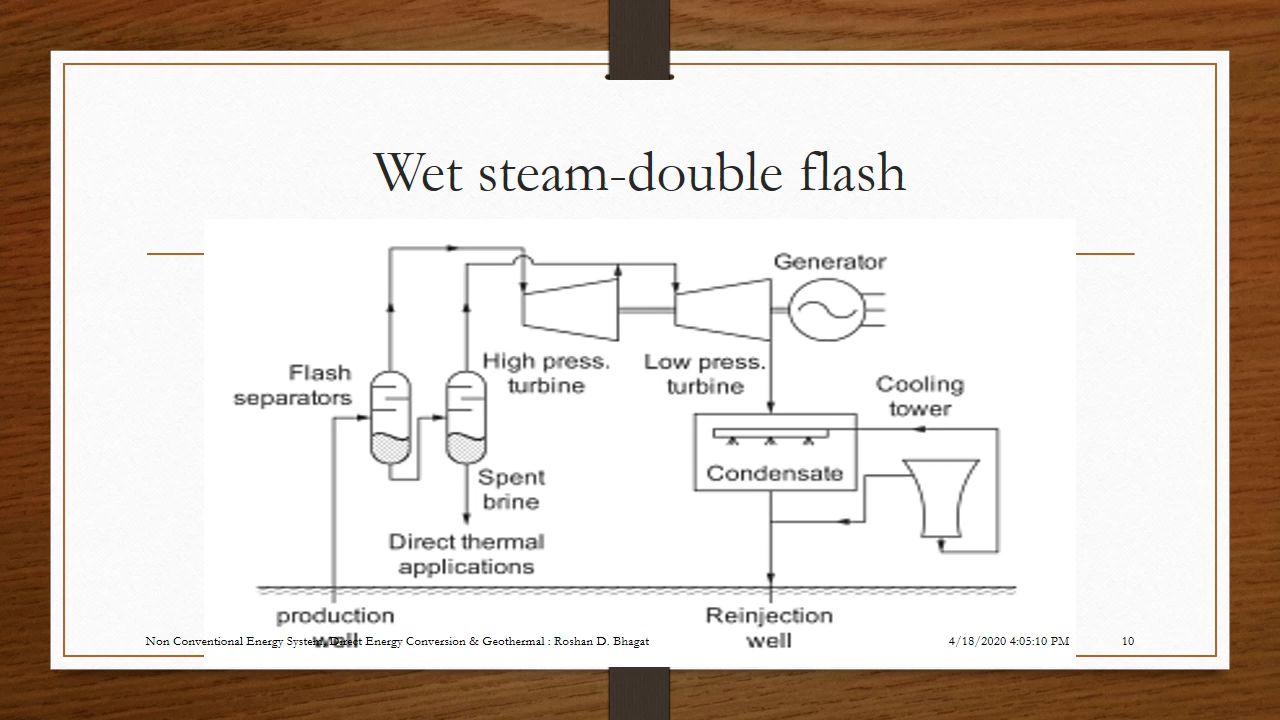 Wet steam-double flash
Generator
High press.
turbine
Low press.
turbine
Flash
separators
Cooling
tower
Condensate
Spent
brine
Direct thermal
applications
production
well
Reinjection
well
Non Conventional Energy System/Direct Energy Conversion & Geothermal : Roshan D. Bhagat
4/18/2020 4:05:10 PM
10